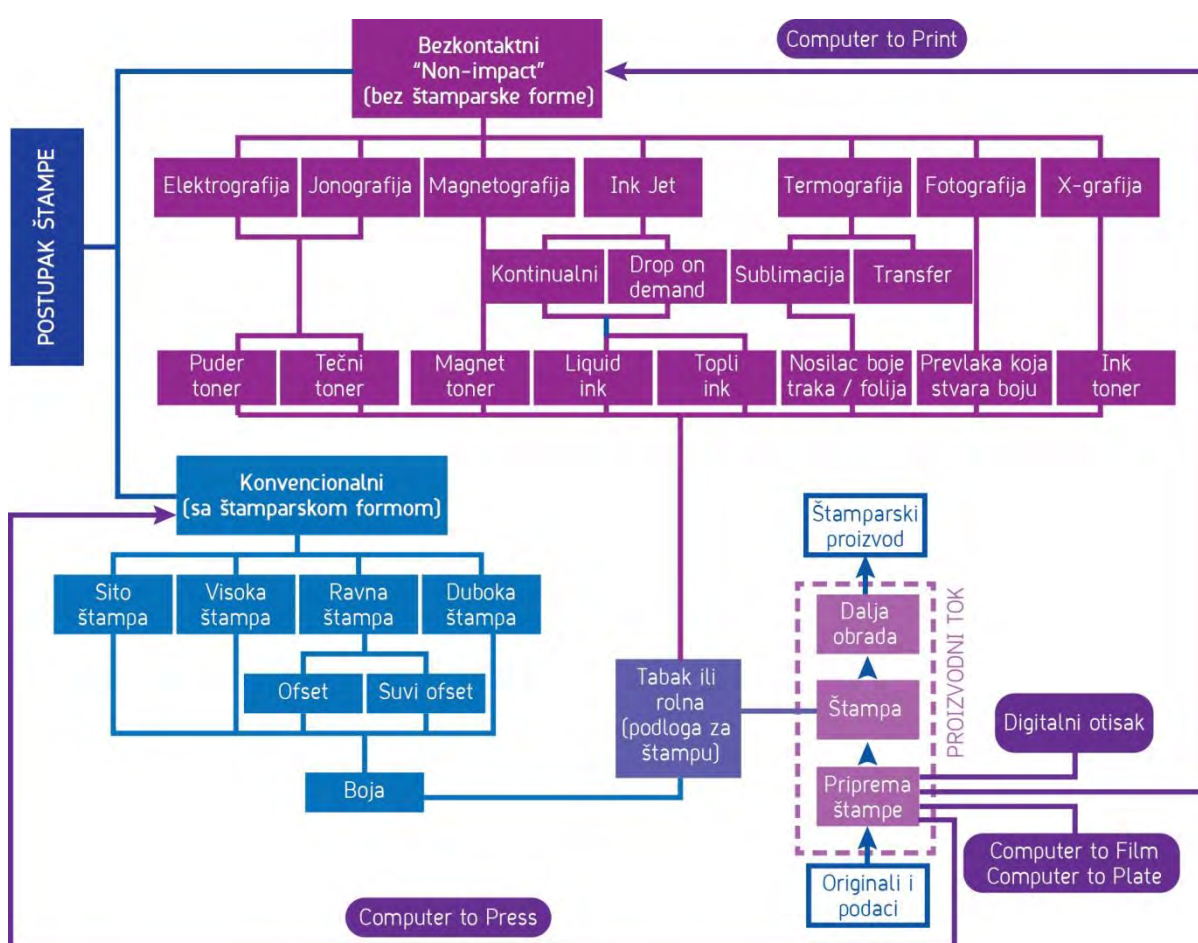 Computer to Print
Bezkontaktni
“Non-impact”
(bez štamparske forme)
POSTUPAK ŠTAMPE
Elektrografija
Jonografija
Magnetografija
Ink Jet
Termografija
Fotografija
X-grafija
Kontinualni
Drop on
demand
Sublimacija
Transfer
Puder
toner
Tečni
toner
Magnet
toner
Liquid
ink
Topli
ink
Nosilac boje
traka / folija
Prevlaka koja
stvara boju
Ink
toner
Konvencionalni
(sa štamparskom formom)
Sito
štampa
Visoka
štampa
Ravna
štampa
Duboka
štampa
Ofset
Suvi ofset
Boja
Tabak ili
rolna
(podloga za
štampu)
Štamparski
proizvod
Dalja
obrada
Štampa
Priprema
štampe
PROIZVODNI TOK
Originali i
podaci
Digitalni otisak
Computer to Film
Computer to Plate
Computer to Press